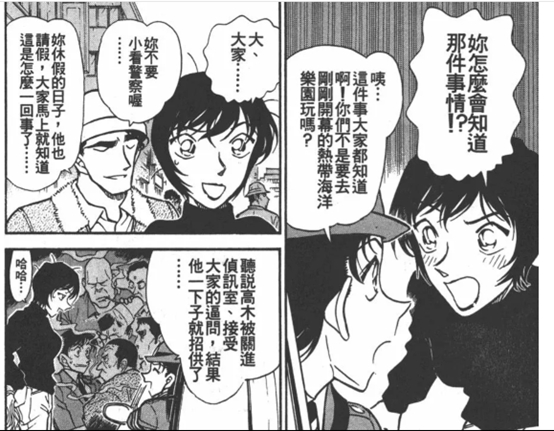 妳怎麼會知道
那件事情!?
咦…
這件事大家都知道
啊!你們不是要去
剛剛開幕的熱帶海洋
樂園玩嗎?
大、
大家……
妳不要
小看警察喔
……
妳休假的日子,他也
請假,大家馬上就知道
這是怎麼一回事了……
聽說高木被關進
偵訊室、接受
大家的逼問,結果
他一下子就招供了
……
哈哈…